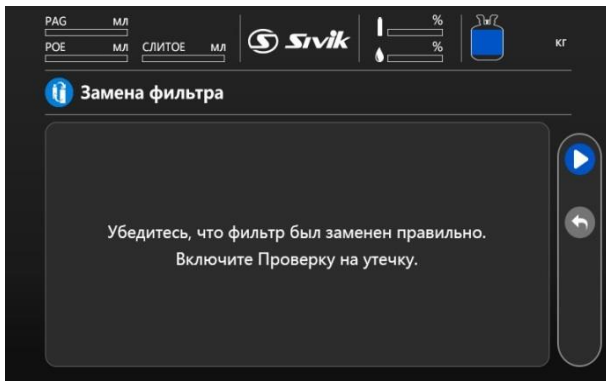 PAG мл
POE мл СЛИТОЕ мл
Sivik
%
%
кг
Замена фильтра
Убедитесь, что фильтр был заменен правильно.
Включите Проверку на утечку.